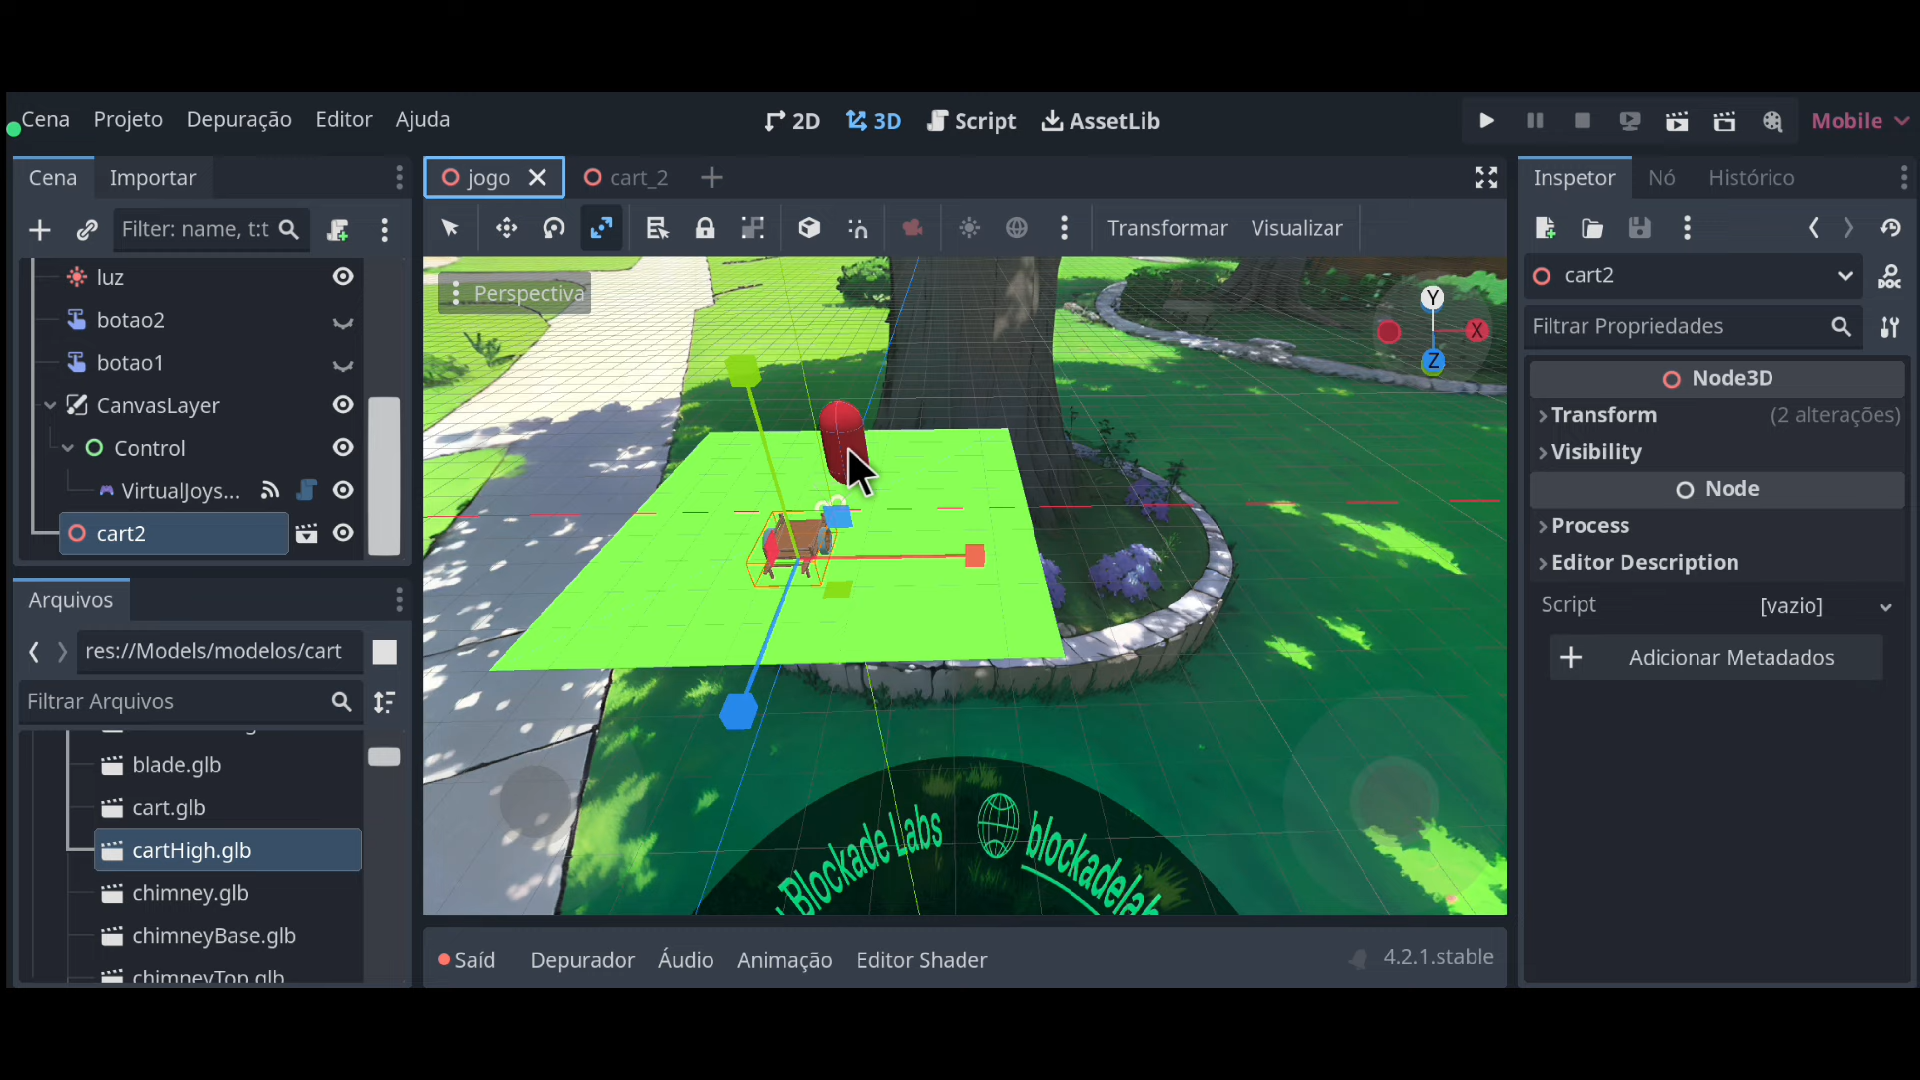 Cena Projeto Depuração Editor Ajuda
2D 3D Script AssetLib
Mobile
Cena Importar
jogo cart_2
Inspetor Nó Histórico
Filter: name, t:t
Transformar Visualizar
luz
botao2
botao1
CanvasLayer
Control
VirtualJoys...
cart2
Perspectiva
Y
X
Z
Blockade Labs
blockadelab
cart2
DOC
Filtrar Propriedades
Node3D
Transform (2 alterações)
Visibility
Node
Process
Editor Description
Script [vazio]
Adicionar Metadados
Arquivos
res://Models/modelos/cart
Filtrar Arquivos
blade.glb
cart.glb
cartHigh.glb
chimney.glb
chimneyBase.glb
chimneyTop.glb
Saíd Depurador Áudio Animação Editor Shader
4.2.1.stable